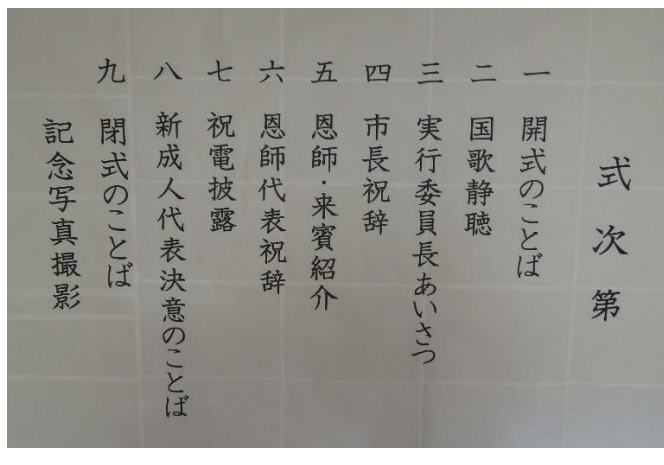 式次第
一 開式のことば
二 国歌静聴
三 実行委員長あいさつ
四 市長祝辞
五 恩師・来賓紹介
六 恩師代表祝辞
七 祝電披露
八 新成人代表決意のことば
九 閉式のことば
記念写真撮影